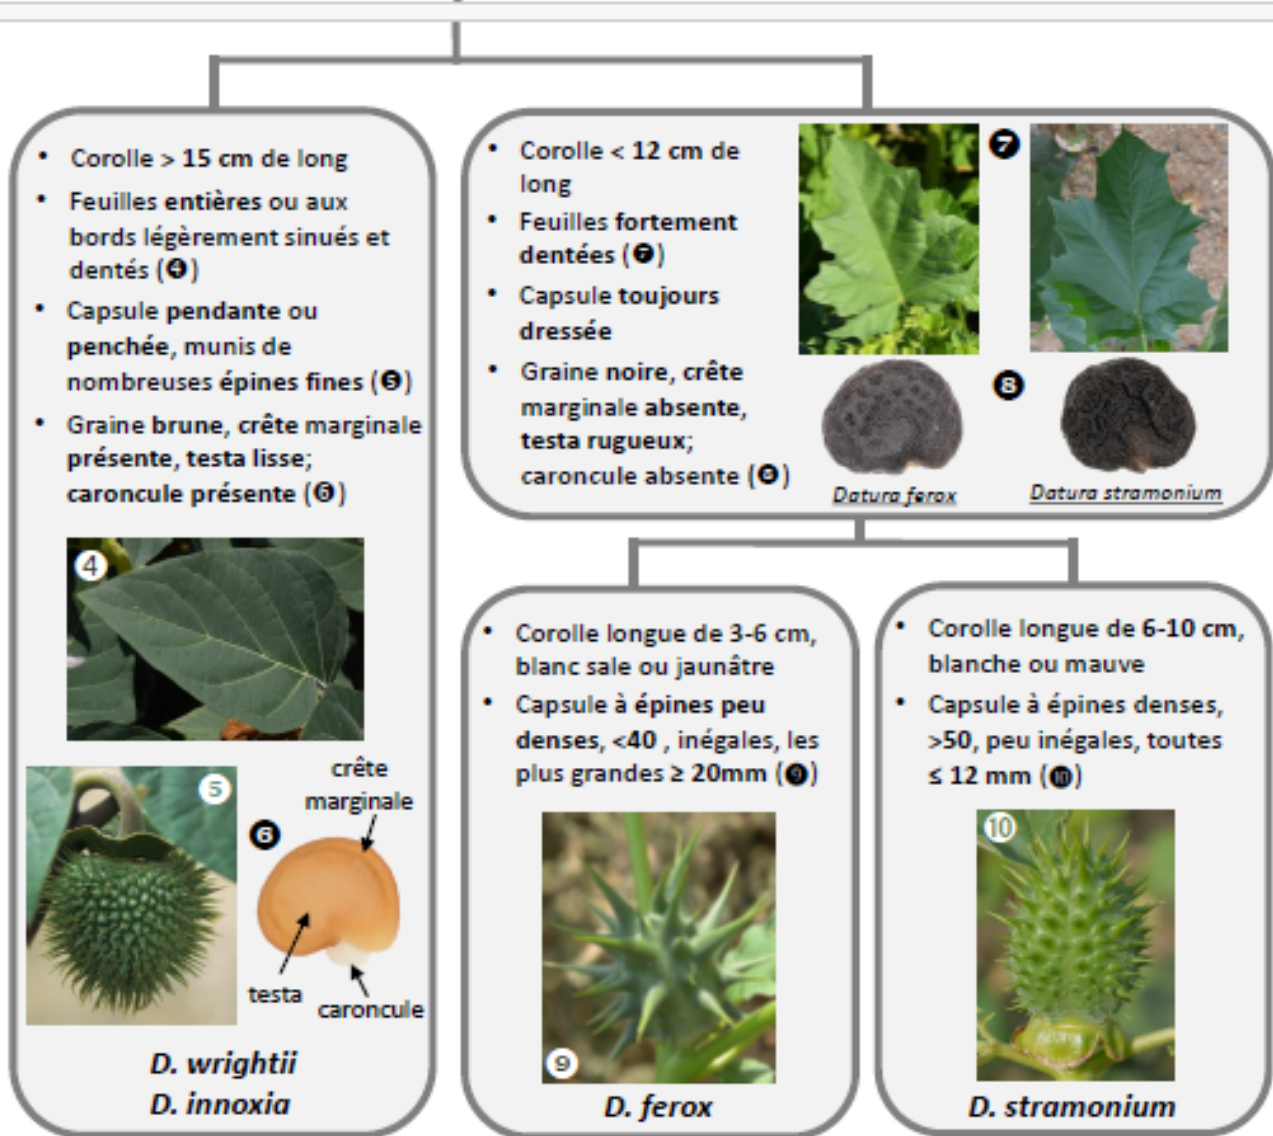 • Corolle > 15 cm de long
• Feuilles entières ou aux
bords légèrement sinués et
dentés (❹)
• Capsule pendante ou
penchée, munis de
nombreuses épines fines (❺)
• Graine brune, crête marginale
présente, testa lisse;
caroncule présente (❻)
④
⑤
❻
crête
marginale
testa
caroncule
D. wrightii
D. innoxia
• Corolle < 12 cm de
long
• Feuilles fortement
dentées (❼)
• Capsule toujours
dressée
• Graine noire, crête
marginale absente,
testa rugueux;
caroncule absente (❽)
❼
❽
Datura ferox
Datura stramonium
• Corolle longue de 3-6 cm,
blanc sale ou jaunâtre
• Capsule à épines peu
denses, <40 , inégales, les
plus grandes ≥ 20mm (❾)
⑨
D. ferox
• Corolle longue de 6-10 cm,
blanche ou mauve
• Capsule à épines denses,
>50, peu inégales, toutes
≤ 12 mm (❿)
⑩
D. stramonium